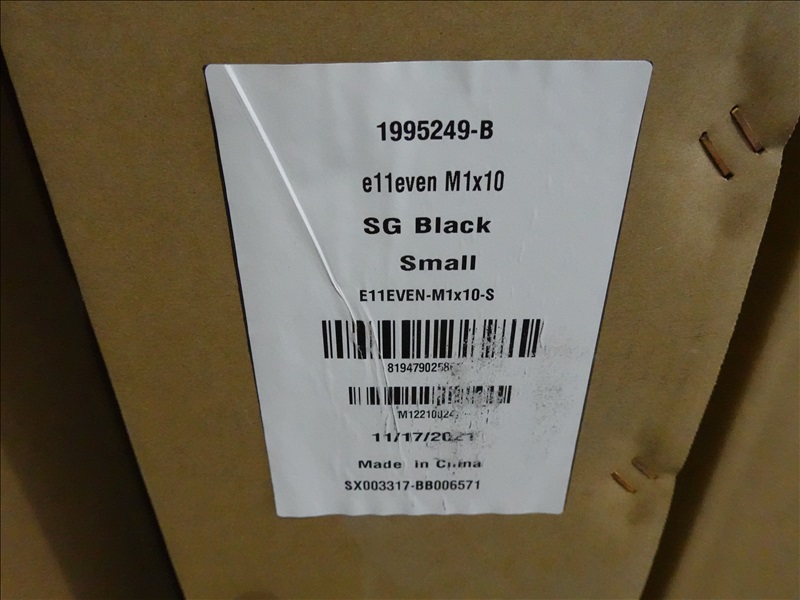 1995249-B
e11even M1x10
SG Black
Small
E11EVEN-M1x10-S
11/17/2021
Made in China
SX003317-BB006571